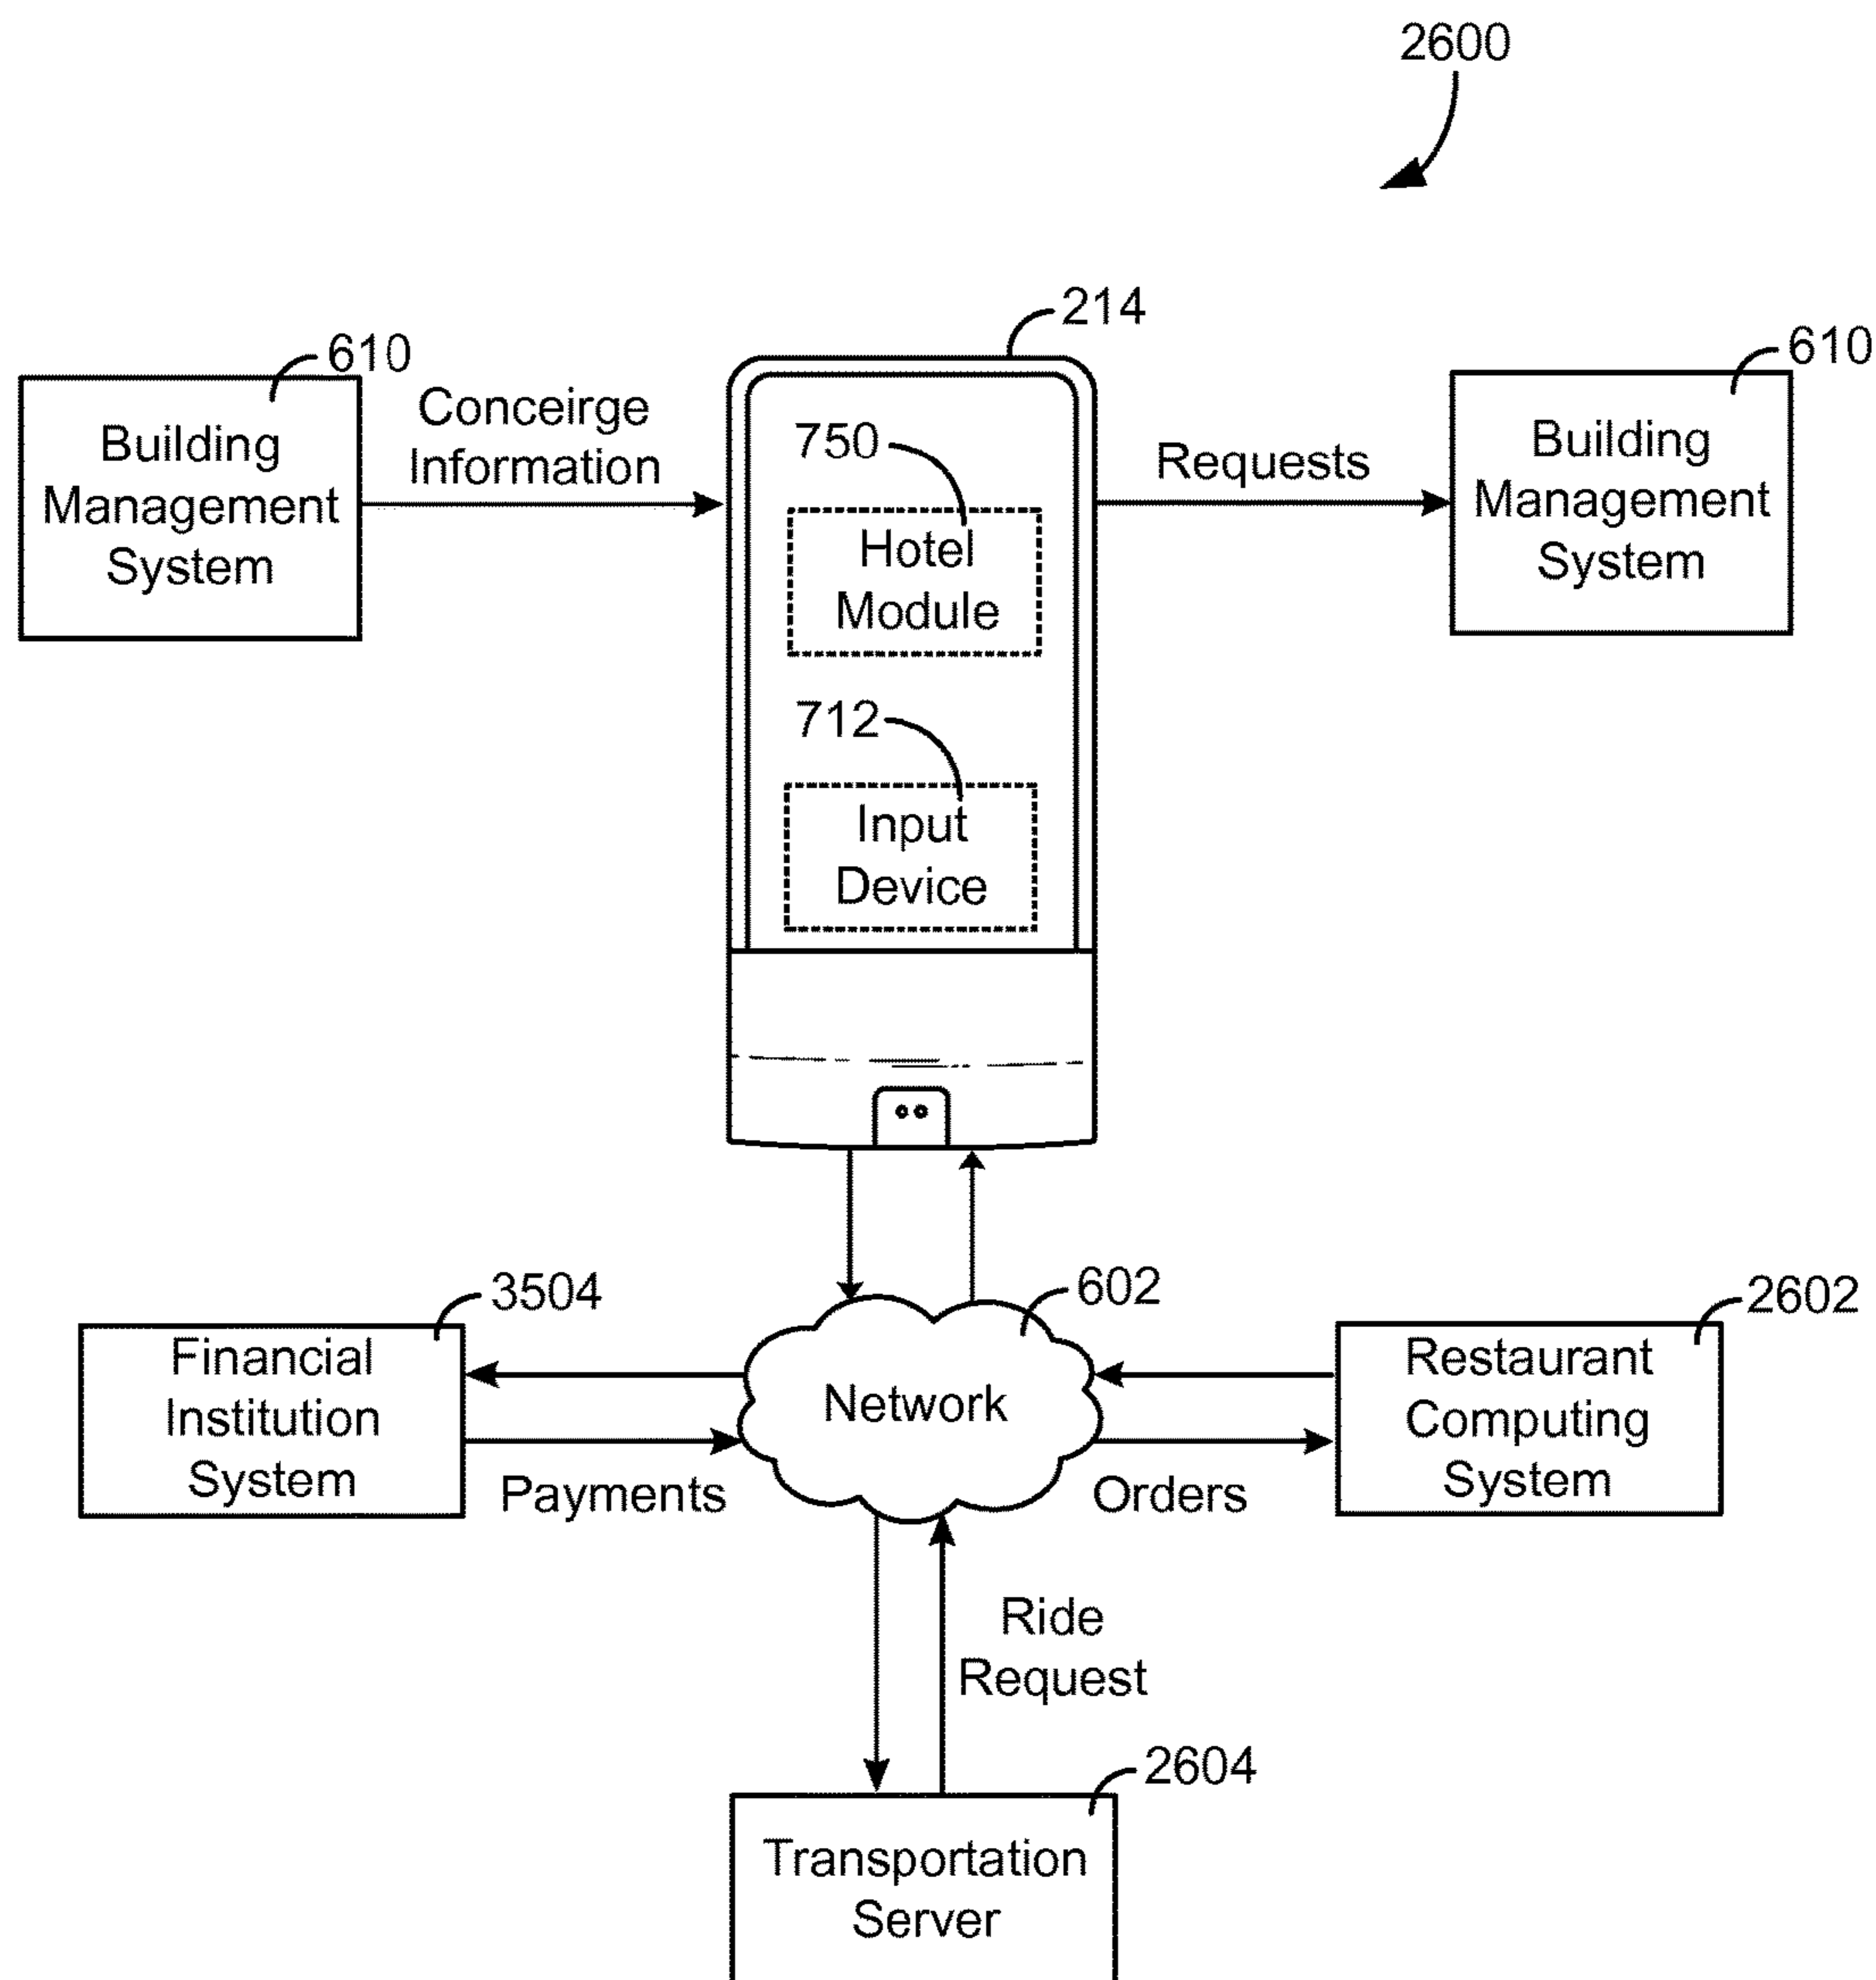 2600
214
610
610
Conceirge
Information
Building
Management
System
750
Hotel
Module
Requests
Building
Management
System
712
Input
Device
3504
602
2602
Financial
Institution
System
Network
Restaurant
Computing
System
Payments
Orders
Ride
Request
2604
Transportation
Server